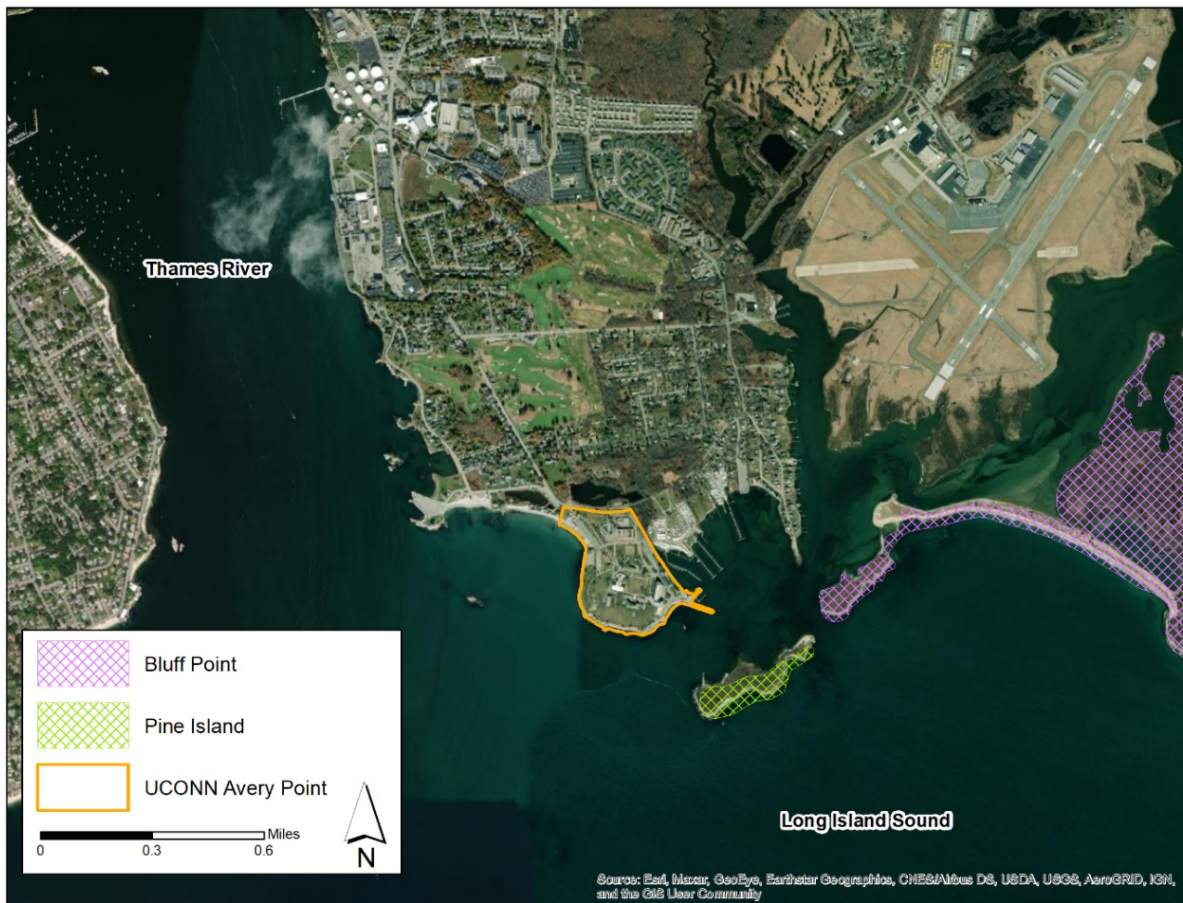 Thames River
Long Island Sound
Bluff Point
Pine Island
UCONN Avery Point
Miles
0 0.3 0.6
N
Source: Esri, Maxar, GeoEye, Earthstar Geographics, CNES/Airbus DS, USDA, USGS, AeroGRID, IGN,
and the GIS User Community